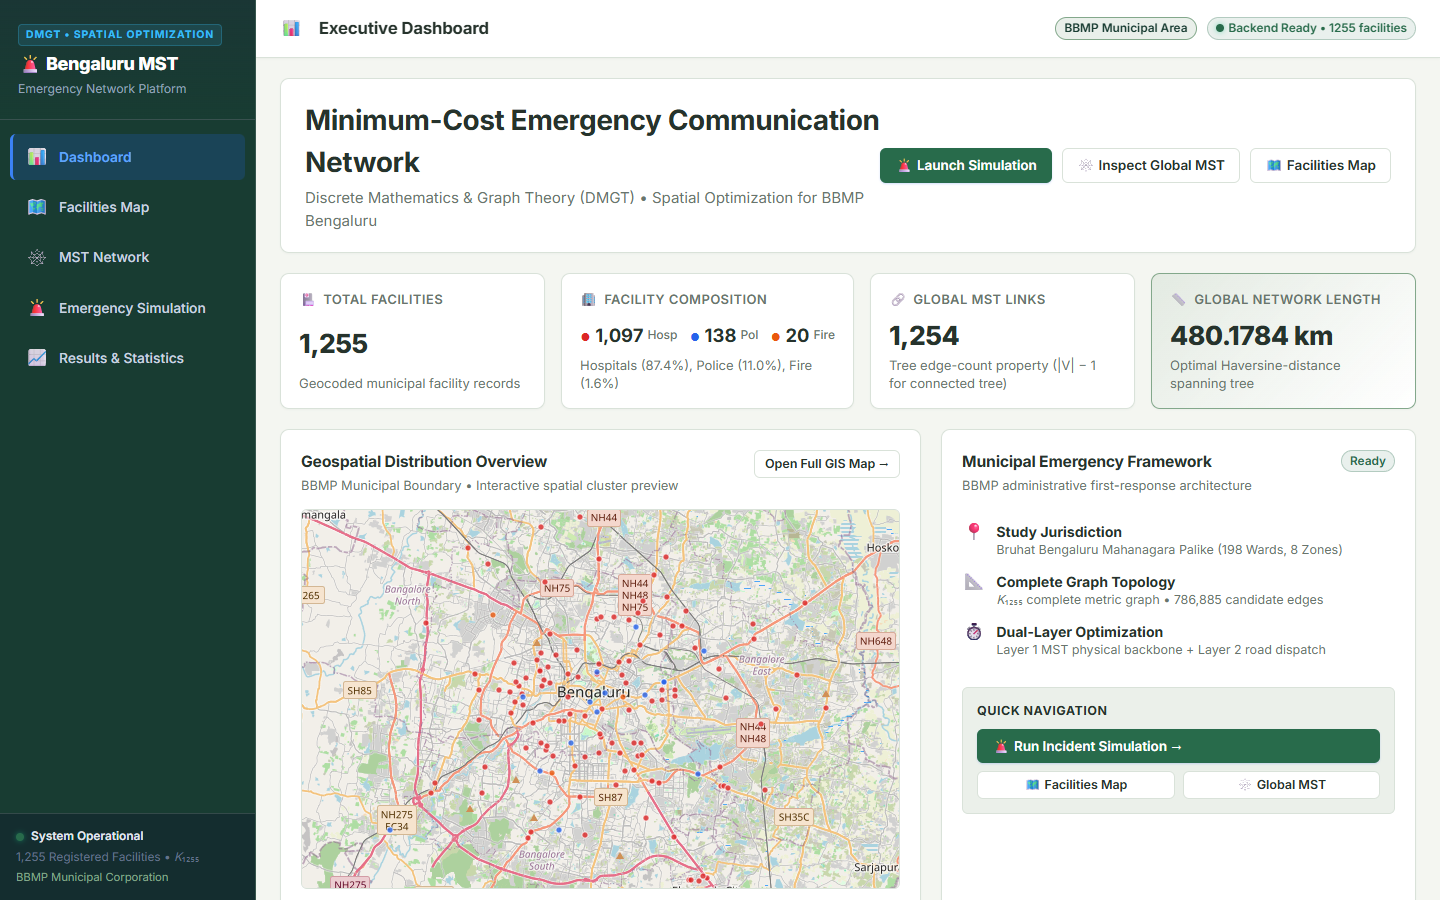 DMGT • SPATIAL OPTIMIZATION
Bengaluru MST
Emergency Network Platform
Dashboard
Facilities Map
MST Network
Emergency Simulation
Results & Statistics
System Operational
1,255 Registered Facilities • K₁₂₅₅
BBMP Municipal Corporation
Executive Dashboard
BBMP Municipal Area
Backend Ready • 1255 facilities
Minimum-Cost Emergency Communication
Network
Discrete Mathematics & Graph Theory (DMGT) • Spatial Optimization for BBMP
Bengaluru
Launch Simulation
Inspect Global MST
Facilities Map
TOTAL FACILITIES
1,255
Geocoded municipal facility records
FACILITY COMPOSITION
1,097 Hosp
138 Pol
20 Fire
Hospitals (87.4%), Police (11.0%), Fire
(1.6%)
GLOBAL MST LINKS
1,254
Tree edge-count property (|V| − 1
for connected tree)
GLOBAL NETWORK LENGTH
480.1784 km
Optimal Haversine-distance
spanning tree
Geospatial Distribution Overview
BBMP Municipal Boundary • Interactive spatial cluster preview
Open Full GIS Map →
mangala
NH44
Hosko
265
Bangalore
North
NH75
NH44
NH48
NH75
NH648
Bangalore
East
SH85
Bengaluru
NH44
NH48
SH87
NH275
SH35C
Bangalore
South
Sarjapur
NH275
Municipal Emergency Framework
Ready
BBMP administrative first-response architecture
Study Jurisdiction
Bruhat Bengaluru Mahanagara Palike (198 Wards, 8 Zones)
Complete Graph Topology
K₁₂₅₅ complete metric graph • 786,885 candidate edges
Dual-Layer Optimization
Layer 1 MST physical backbone + Layer 2 road dispatch
QUICK NAVIGATION
Run Incident Simulation →
Facilities Map
Global MST